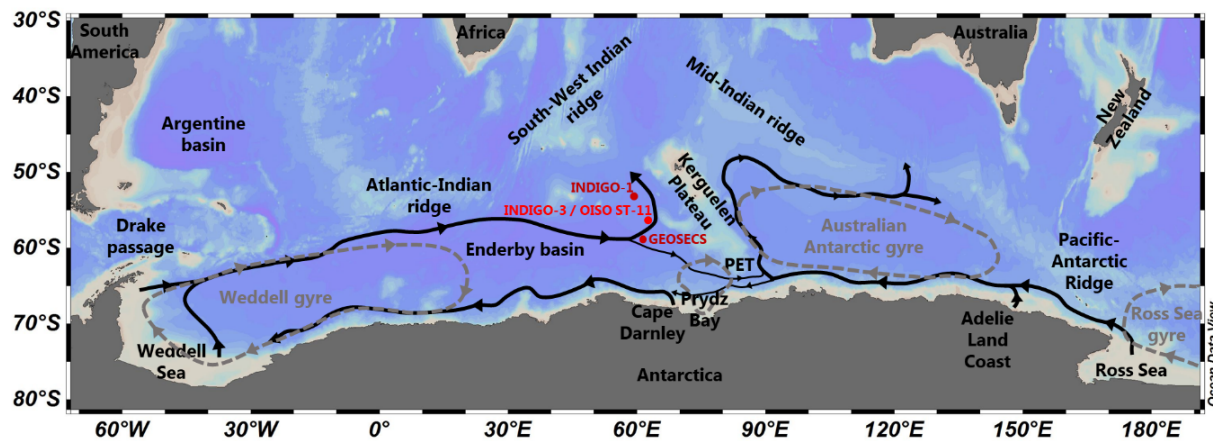 30°S
40°S
50°S
60°S
70°S
80°S
South
America
Africa
Australia
New
Zealand
South-West Indian
ridge
Mid-Indian ridge
Argentine
basin
Atlantic-Indian
ridge
Kerguelen
Plateau
INDIGO-1
INDIGO-3 / OISO ST-11
GEOSECS
Drake
passage
Enderby basin
Australian
Antarctic gyre
PET
Pacific-
Antarctic
Ridge
Weddell gyre
Prydz
Bay
Cape
Darnley
Adelie
Land
Coast
Ross Sea
gyre
Weddell
Sea
Antarctica
Ross Sea
Ocean Data View
60°W
30°W
0°
30°E
60°E
90°E
120°E
150°E
180°E